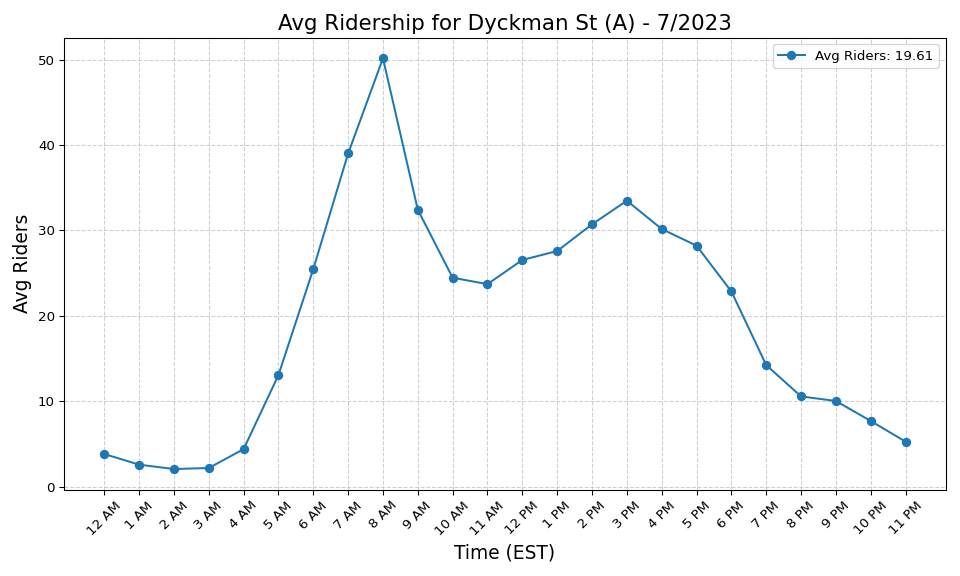 Avg Ridership for Dyckman St (A) - 7/2023
Avg Riders: 19.61
50
40
30
20
10
0
Avg Riders
12 AM
1 AM
2 AM
3 AM
4 AM
5 AM
6 AM
7 AM
8 AM
9 AM
10 AM
11 AM
12 PM
1 PM
2 PM
3 PM
4 PM
5 PM
6 PM
7 PM
8 PM
9 PM
10 PM
11 PM
Time (EST)